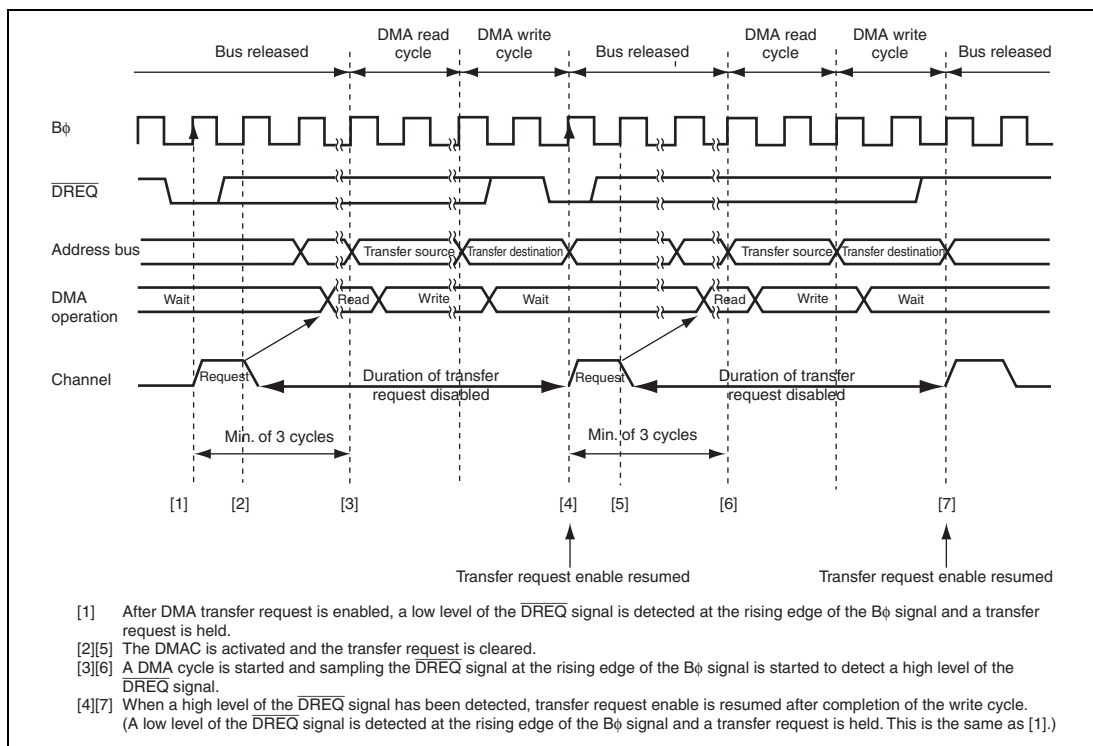 Bus released
DMA read cycle
DMA write cycle
Bus released
DMA read cycle
DMA write cycle
Bus released
Bφ
DREQ
Address bus
Transfer source
Transfer destination
Transfer source
Transfer destination
DMA operation
Wait
Read
Write
Wait
Read
Write
Wait
Channel
Request
Duration of transfer request disabled
Request
Duration of transfer request disabled
Min. of 3 cycles
Min. of 3 cycles
[1]
[2]
[3]
[4]
[5]
[6]
[7]
Transfer request enable resumed
Transfer request enable resumed
[1] After DMA transfer request is enabled, a low level of the DREQ signal is detected at the rising edge of the Bφ signal and a transfer
request is held.
[2][5] The DMAC is activated and the transfer request is cleared.
[3][6] A DMA cycle is started and sampling the DREQ signal at the rising edge of the Bφ signal is started to detect a high level of the
DREQ signal.
[4][7] When a high level of the DREQ signal has been detected, transfer request enable is resumed after completion of the write cycle.
(A low level of the DREQ signal is detected at the rising edge of the Bφ signal and a transfer request is held. This is the same as [1].)